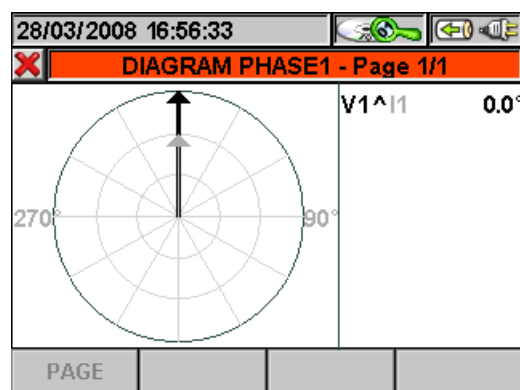 28/03/2008 16:56:33
DIAGRAM PHASE1 - Page 1/1
V1^I1 0.0°
270° 90°
PAGE